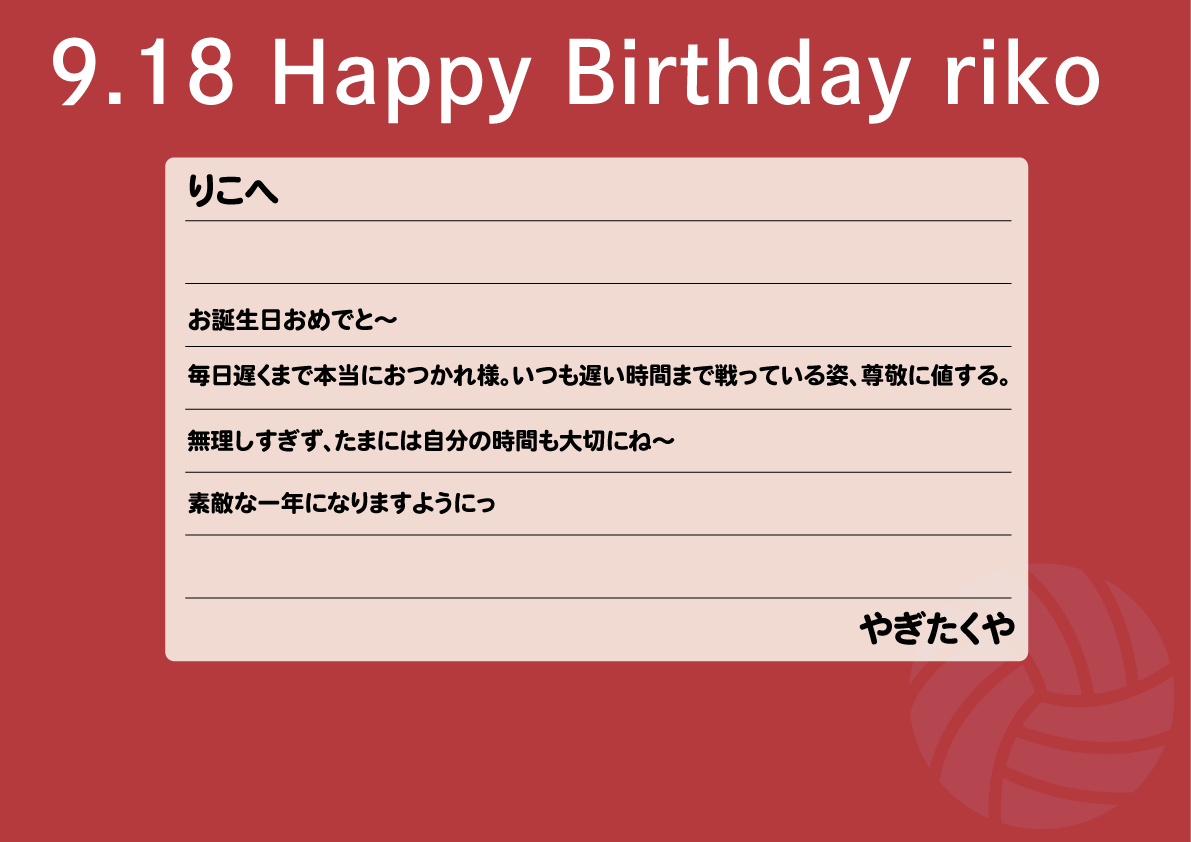 9.18 Happy Birthday riko
りこへ
お誕生日おめでと〜
毎日遅くまで本当におつかれ様。いつも遅い時間まで戦っている姿、尊敬に値する。
無理しすぎず、たまには自分の時間も大切にね〜
素敵な一年になりますようにっ
やぎたくや